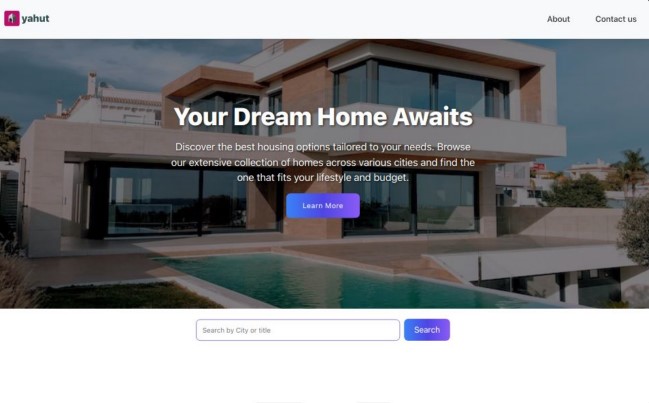 yahut
About
Contact us
Your Dream Home Awaits
Discover the best housing options tailored to your needs. Browse
our extensive collection of homes across various cities and find the
one that fits your lifestyle and budget.
Learn More
Search by City or title
Search